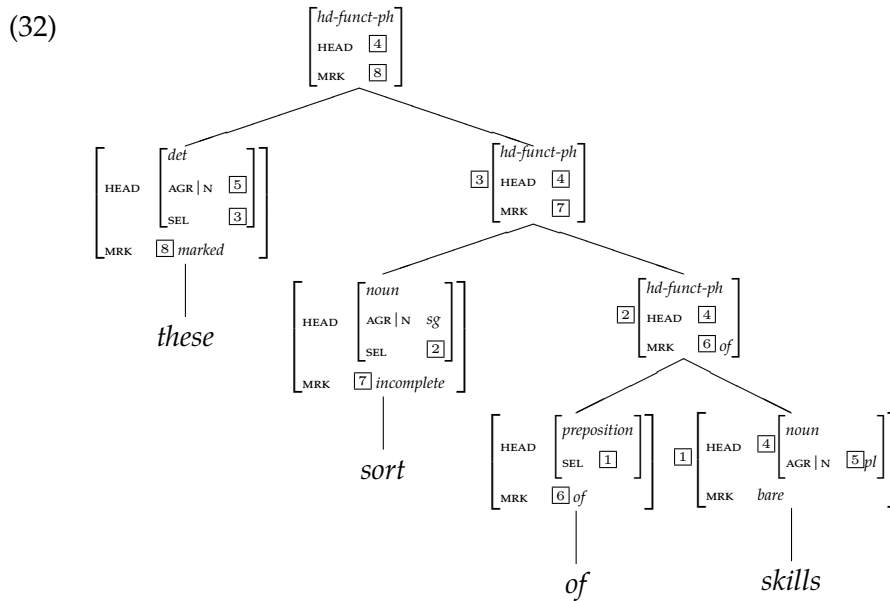 (32)
hd-funct-ph
HEAD 4
MRK 8
det
HEAD AGR|N 5
SEL 3
MRK 8 marked
these
3 hd-funct-ph
HEAD 4
MRK 7
noun
HEAD AGR|N sg
SEL 2
MRK 7 incomplete
sort
2 hd-funct-ph
HEAD 4
MRK 6 of
preposition
HEAD SEL 1
MRK 6 of
of
1 HEAD 4 noun
AGR|N 5 pl
MRK bare
skills